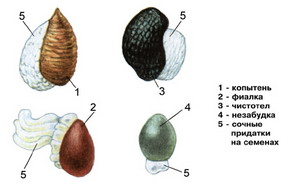 5
1
5
3
2
5
4
5
1 - копытень
2 - фиалка
3 - чистотел
4 - незабудка
5 - сочные
придатки
на семенах